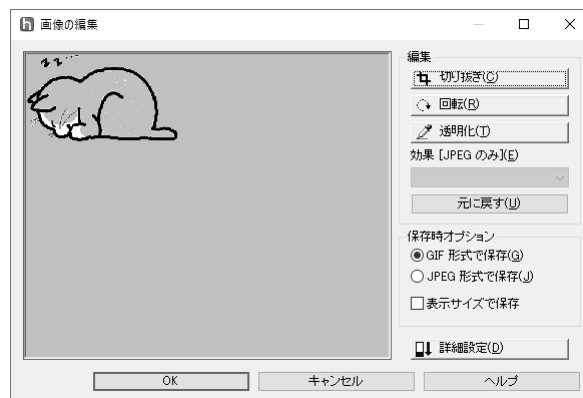 画像の編集
z z
編集
切り抜き(C)
回転(R)
透明化(T)
効果 [JPEG のみ](E)
元に戻す(U)
保存時オプション
GIF 形式で保存(G)
JPEG 形式で保存(J)
表示サイズで保存
詳細設定(D)
OK
キャンセル
ヘルプ